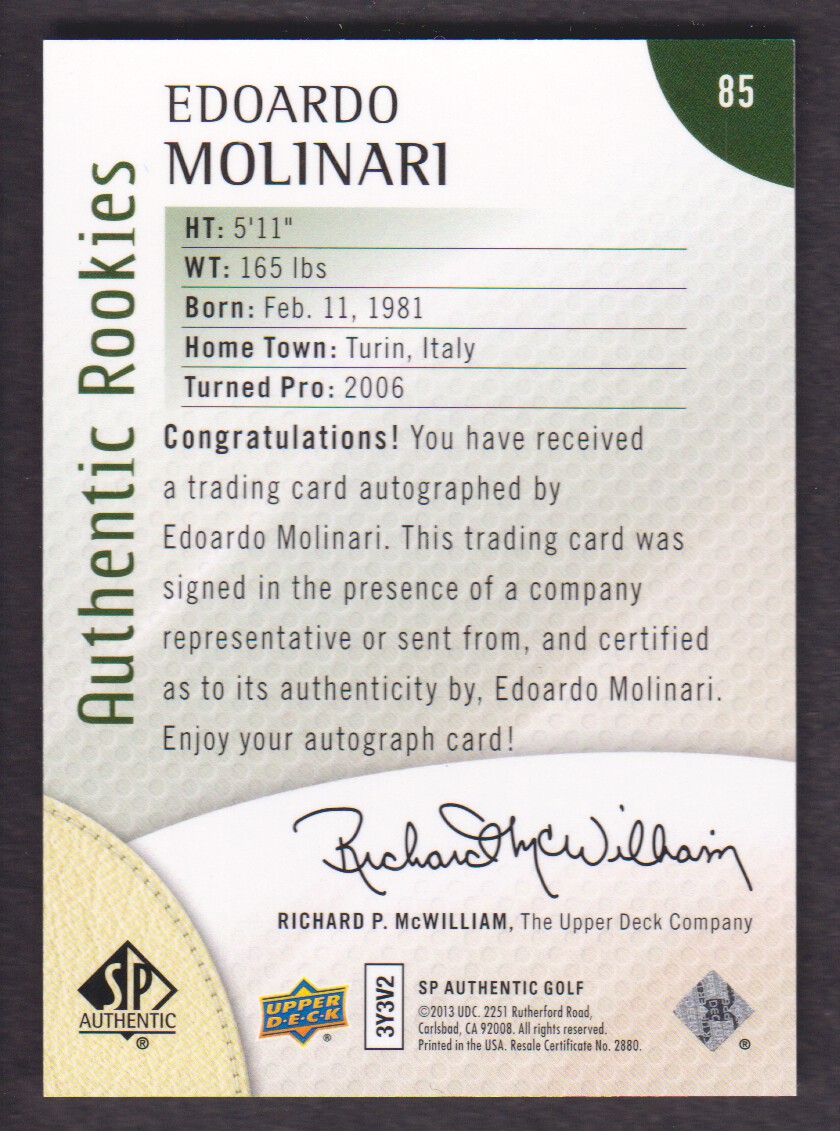 85
EDOARDO
MOLINARI
Authentic Rookies
HT: 5'11"
WT: 165 lbs
Born: Feb. 11, 1981
Home Town: Turin, Italy
Turned Pro: 2006
Congratulations! You have received
a trading card autographed by
Edoardo Molinari. This trading card was
signed in the presence of a company
representative or sent from, and certified
as to its authenticity by, Edoardo Molinari.
Enjoy your autograph card!
Richard McWilliam
RICHARD P. McWILLIAM, The Upper Deck Company
SP
AUTHENTIC
®
UPPER
D·E·C·K
®
3Y3V2
SP AUTHENTIC GOLF
©2013 UDC. 2251 Rutherford Road,
Carlsbad, CA 92008. All rights reserved.
Printed in the USA. Resale Certificate No. 2880.
®